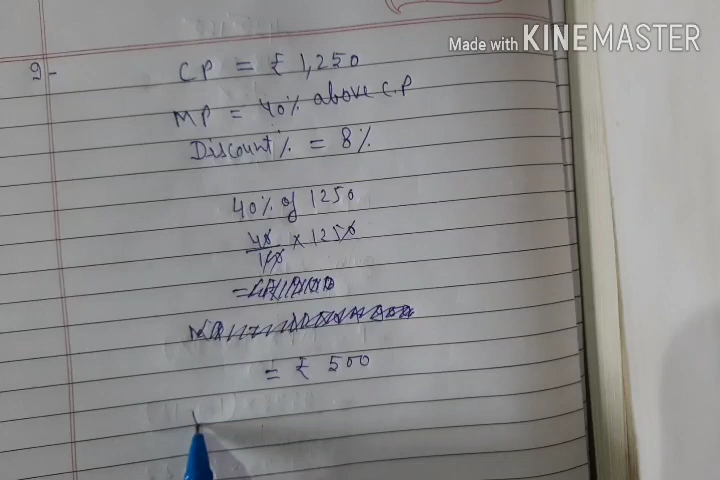 Made with KINEMASTER
9-
CP = ₹ 1,250
MP = 40% above C.P
Discount% = 8%
40% of 1250
40/100 × 1250
= ₹ 500